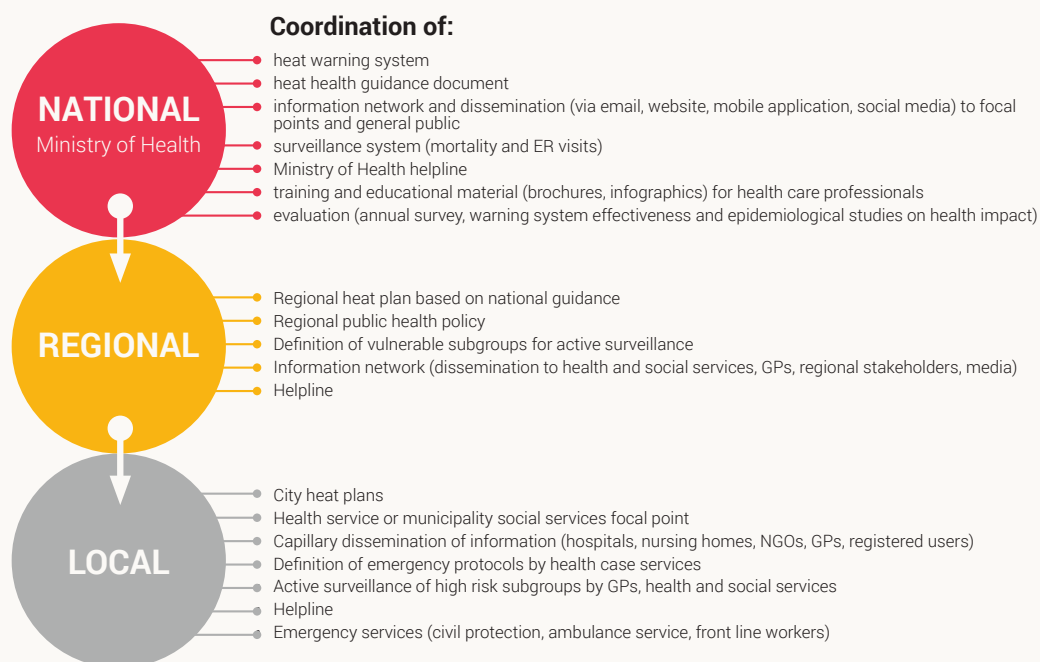 Coordination of:
NATIONAL
Ministry of Health
heat warning system
heat health guidance document
information network and dissemination (via email, website, mobile application, social media) to focal
points and general public
surveillance system (mortality and ER visits)
Ministry of Health helpline
training and educational material (brochures, infographics) for health care professionals
evaluation (annual survey, warning system effectiveness and epidemiological studies on health impact)
REGIONAL
Regional heat plan based on national guidance
Regional public health policy
Definition of vulnerable subgroups for active surveillance
Information network (dissemination to health and social services, GPs, regional stakeholders, media)
Helpline
LOCAL
City heat plans
Health service or municipality social services focal point
Capillary dissemination of information (hospitals, nursing homes, NGOs, GPs, registered users)
Definition of emergency protocols by health case services
Active surveillance of high risk subgroups by GPs, health and social services
Helpline
Emergency services (civil protection, ambulance service, front line workers)